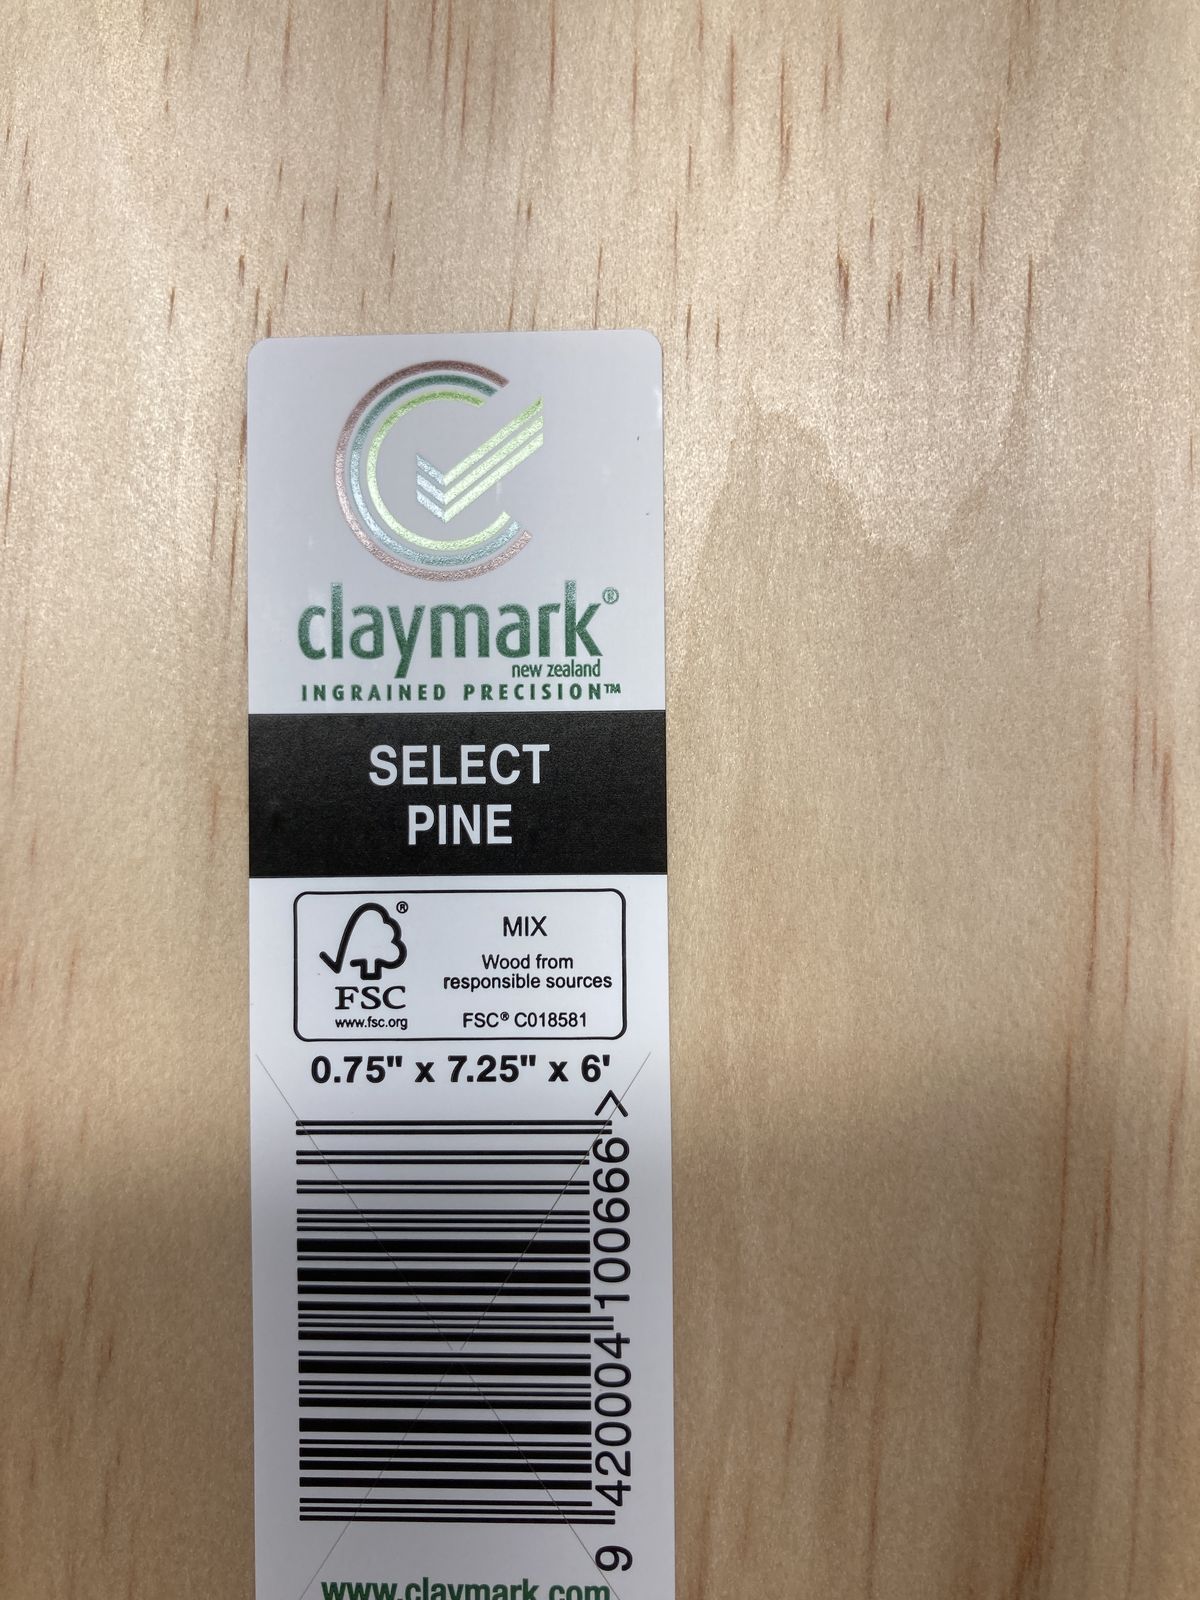 claymark®
new zealand
INGRAINED PRECISION™
SELECT
PINE
FSC®
www.fsc.org
MIX
Wood from
responsible sources
FSC® C018581
0.75" x 7.25" x 6'
9 420004 100666 >
www.claymark.com